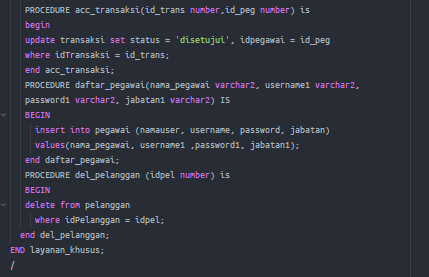 PROCEDURE acc_transaksi(id_trans number,id_peg number) is
begin
update transaksi set status = 'disetujui', idpegawai = id_peg
where idTransaksi = id_trans;
end acc_transaksi;
PROCEDURE daftar_pegawai(nama_pegawai varchar2, username1 varchar2,
password1 varchar2, jabatan1 varchar2) IS
BEGIN
insert into pegawai (namauser, username, password, jabatan)
values(nama_pegawai, username1 ,password1, jabatan1);
end daftar_pegawai;
PROCEDURE del_pelanggan (idpel number) is
BEGIN
delete from pelanggan
where idPelanggan = idpel;
end del_pelanggan;
END layanan_khusus;
/